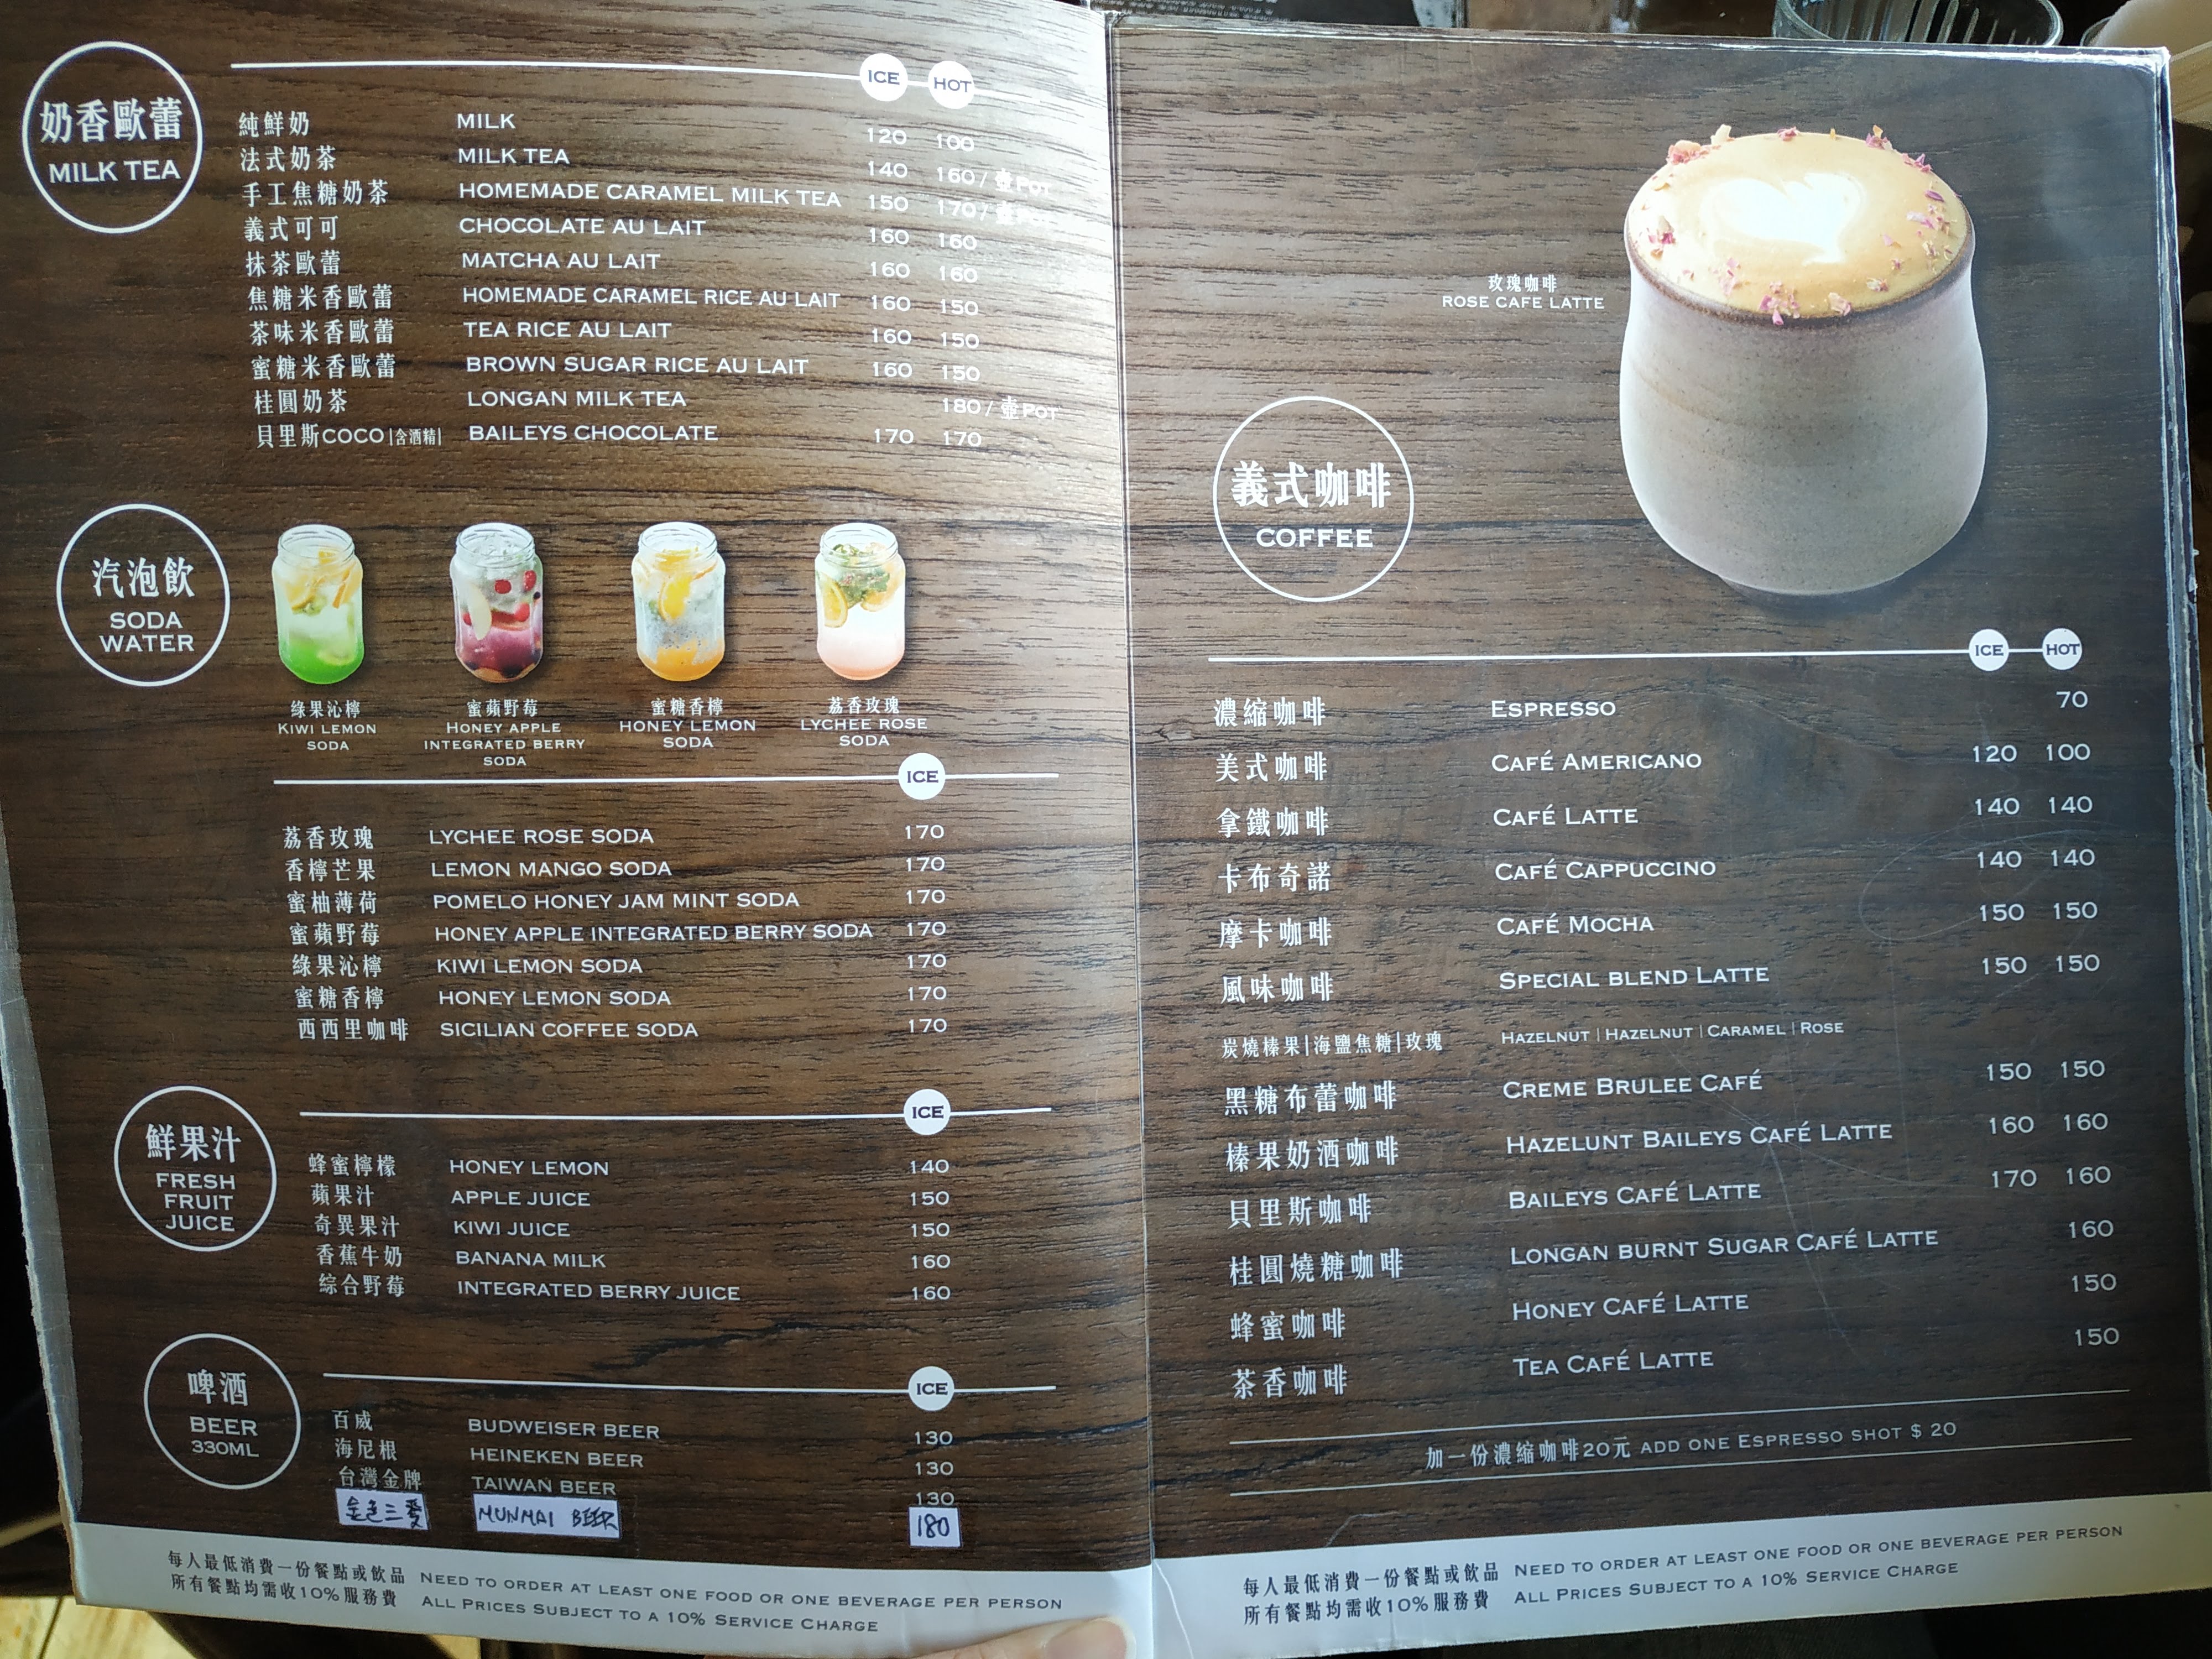 奶香歐蕾
MILK TEA
ICE HOT
純鮮奶 MILK 120 100
法式奶茶 MILK TEA 140 160 / 壺POT
手工焦糖奶茶 HOMEMADE CARAMEL MILK TEA 150 170 / 壺POT
義式可可 CHOCOLATE AU LAIT 160 160
抹茶歐蕾 MATCHA AU LAIT 160 160
焦糖米香歐蕾 HOMEMADE CARAMEL RICE AU LAIT 160 150
茶味米香歐蕾 TEA RICE AU LAIT 160 150
蜜糖米香歐蕾 BROWN SUGAR RICE AU LAIT 160 150
桂圓奶茶 LONGAN MILK TEA 180 / 壺POT
貝里斯COCO|含酒精| BAILEYS CHOCOLATE 170 170
汽泡飲
SODA
WATER
綠果沁檸
KIWI LEMON
SODA
蜜蘋野莓
HONEY APPLE
INTEGRATED BERRY
SODA
蜜糖香檸
HONEY LEMON
SODA
荔香玫瑰
LYCHEE ROSE
SODA
ICE
荔香玫瑰 LYCHEE ROSE SODA 170
香檸芒果 LEMON MANGO SODA 170
蜜柚薄荷 POMELO HONEY JAM MINT SODA 170
蜜蘋野莓 HONEY APPLE INTEGRATED BERRY SODA 170
綠果沁檸 KIWI LEMON SODA 170
蜜糖香檸 HONEY LEMON SODA 170
西西里咖啡 SICILIAN COFFEE SODA 170
鮮果汁
FRESH
FRUIT
JUICE
ICE
蜂蜜檸檬 HONEY LEMON 140
蘋果汁 APPLE JUICE 150
奇異果汁 KIWI JUICE 150
香蕉牛奶 BANANA MILK 160
綜合野莓 INTEGRATED BERRY JUICE 160
啤酒
BEER
330ML
ICE
百威 BUDWEISER BEER 130
海尼根 HEINEKEN BEER 130
台灣金牌 TAIWAN BEER 130
金色三麥 MUNMAI BEER 180
每人最低消費一份餐點或飲品 NEED TO ORDER AT LEAST ONE FOOD OR ONE BEVERAGE PER PERSON
所有餐點均需收10%服務費 ALL PRICES SUBJECT TO A 10% SERVICE CHARGE
玫瑰咖啡
ROSE CAFE LATTE
義式咖啡
COFFEE
ICE HOT
濃縮咖啡 ESPRESSO 70
美式咖啡 CAFÉ AMERICANO 120 100
拿鐵咖啡 CAFÉ LATTE 140 140
卡布奇諾 CAFÉ CAPPUCCINO 140 140
摩卡咖啡 CAFÉ MOCHA 150 150
風味咖啡 SPECIAL BLEND LATTE 150 150
炭燒榛果|海鹽焦糖|玫瑰 HAZELNUT | HAZELNUT | CARAMEL | ROSE
黑糖布蕾咖啡 CREME BRULEE CAFÉ 150 150
榛果奶酒咖啡 HAZELUNT BAILEYS CAFÉ LATTE 160 160
貝里斯咖啡 BAILEYS CAFÉ LATTE 170 160
桂圓燒糖咖啡 LONGAN BURNT SUGAR CAFÉ LATTE 160
蜂蜜咖啡 HONEY CAFÉ LATTE 150
茶香咖啡 TEA CAFÉ LATTE 150
加一份濃縮咖啡20元 ADD ONE ESPRESSO SHOT $ 20
每人最低消費一份餐點或飲品 NEED TO ORDER AT LEAST ONE FOOD OR ONE BEVERAGE PER PERSON
所有餐點均需收10%服務費 ALL PRICES SUBJECT TO A 10% SERVICE CHARGE